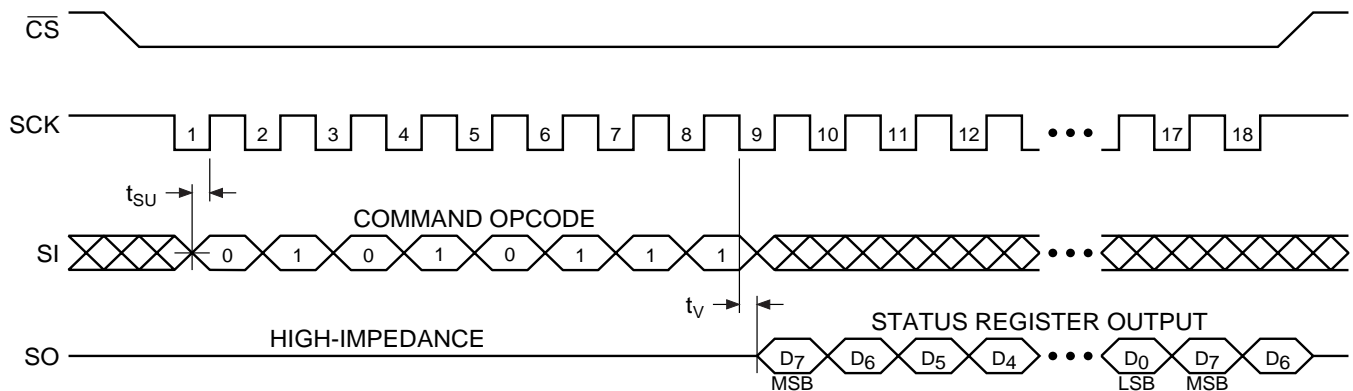 CS
SCK 1 2 3 4 5 6 7 8 9 10 11 12 ••• 17 18
tSU
COMMAND OPCODE
SI 0 1 0 1 0 1 1 1 •••
tV
HIGH-IMPEDANCE STATUS REGISTER OUTPUT
SO D7 D6 D5 D4 ••• D0 D7 D6
MSB LSB MSB